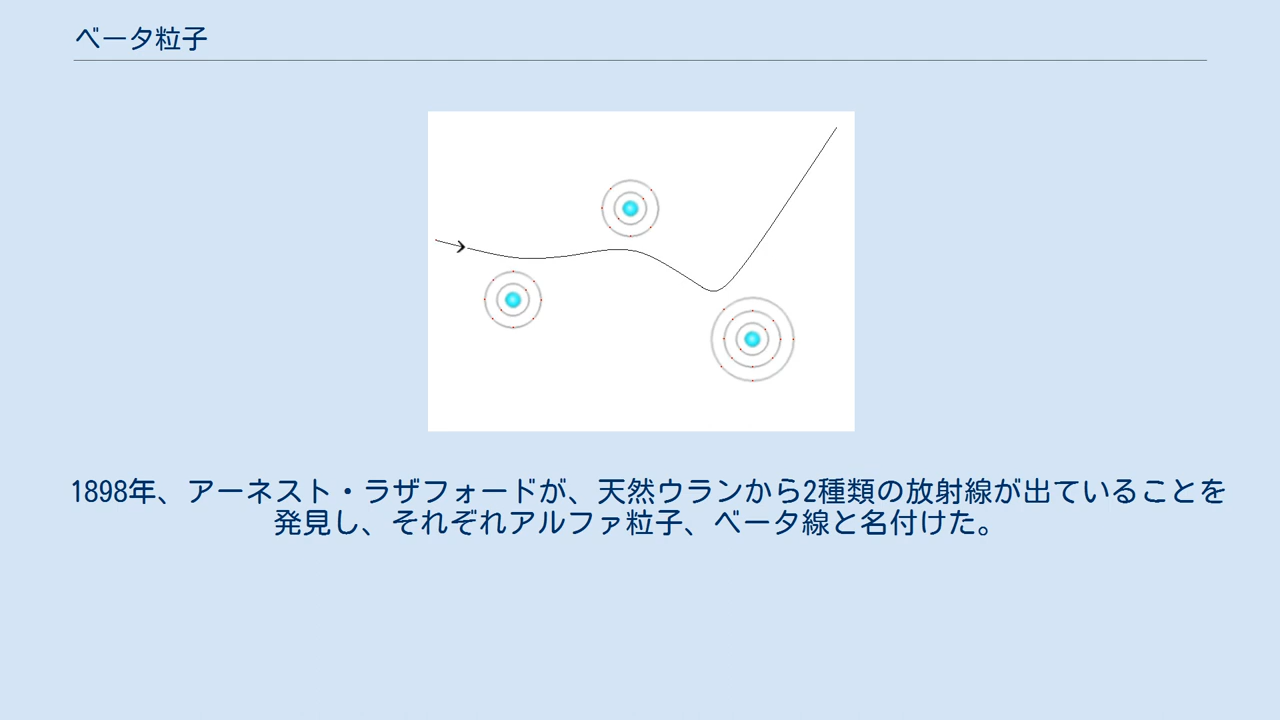 ベータ粒子
1898年、アーネスト・ラザフォードが、天然ウランから2種類の放射線が出ていることを
発見し、それぞれアルファ粒子、ベータ線と名付けた。